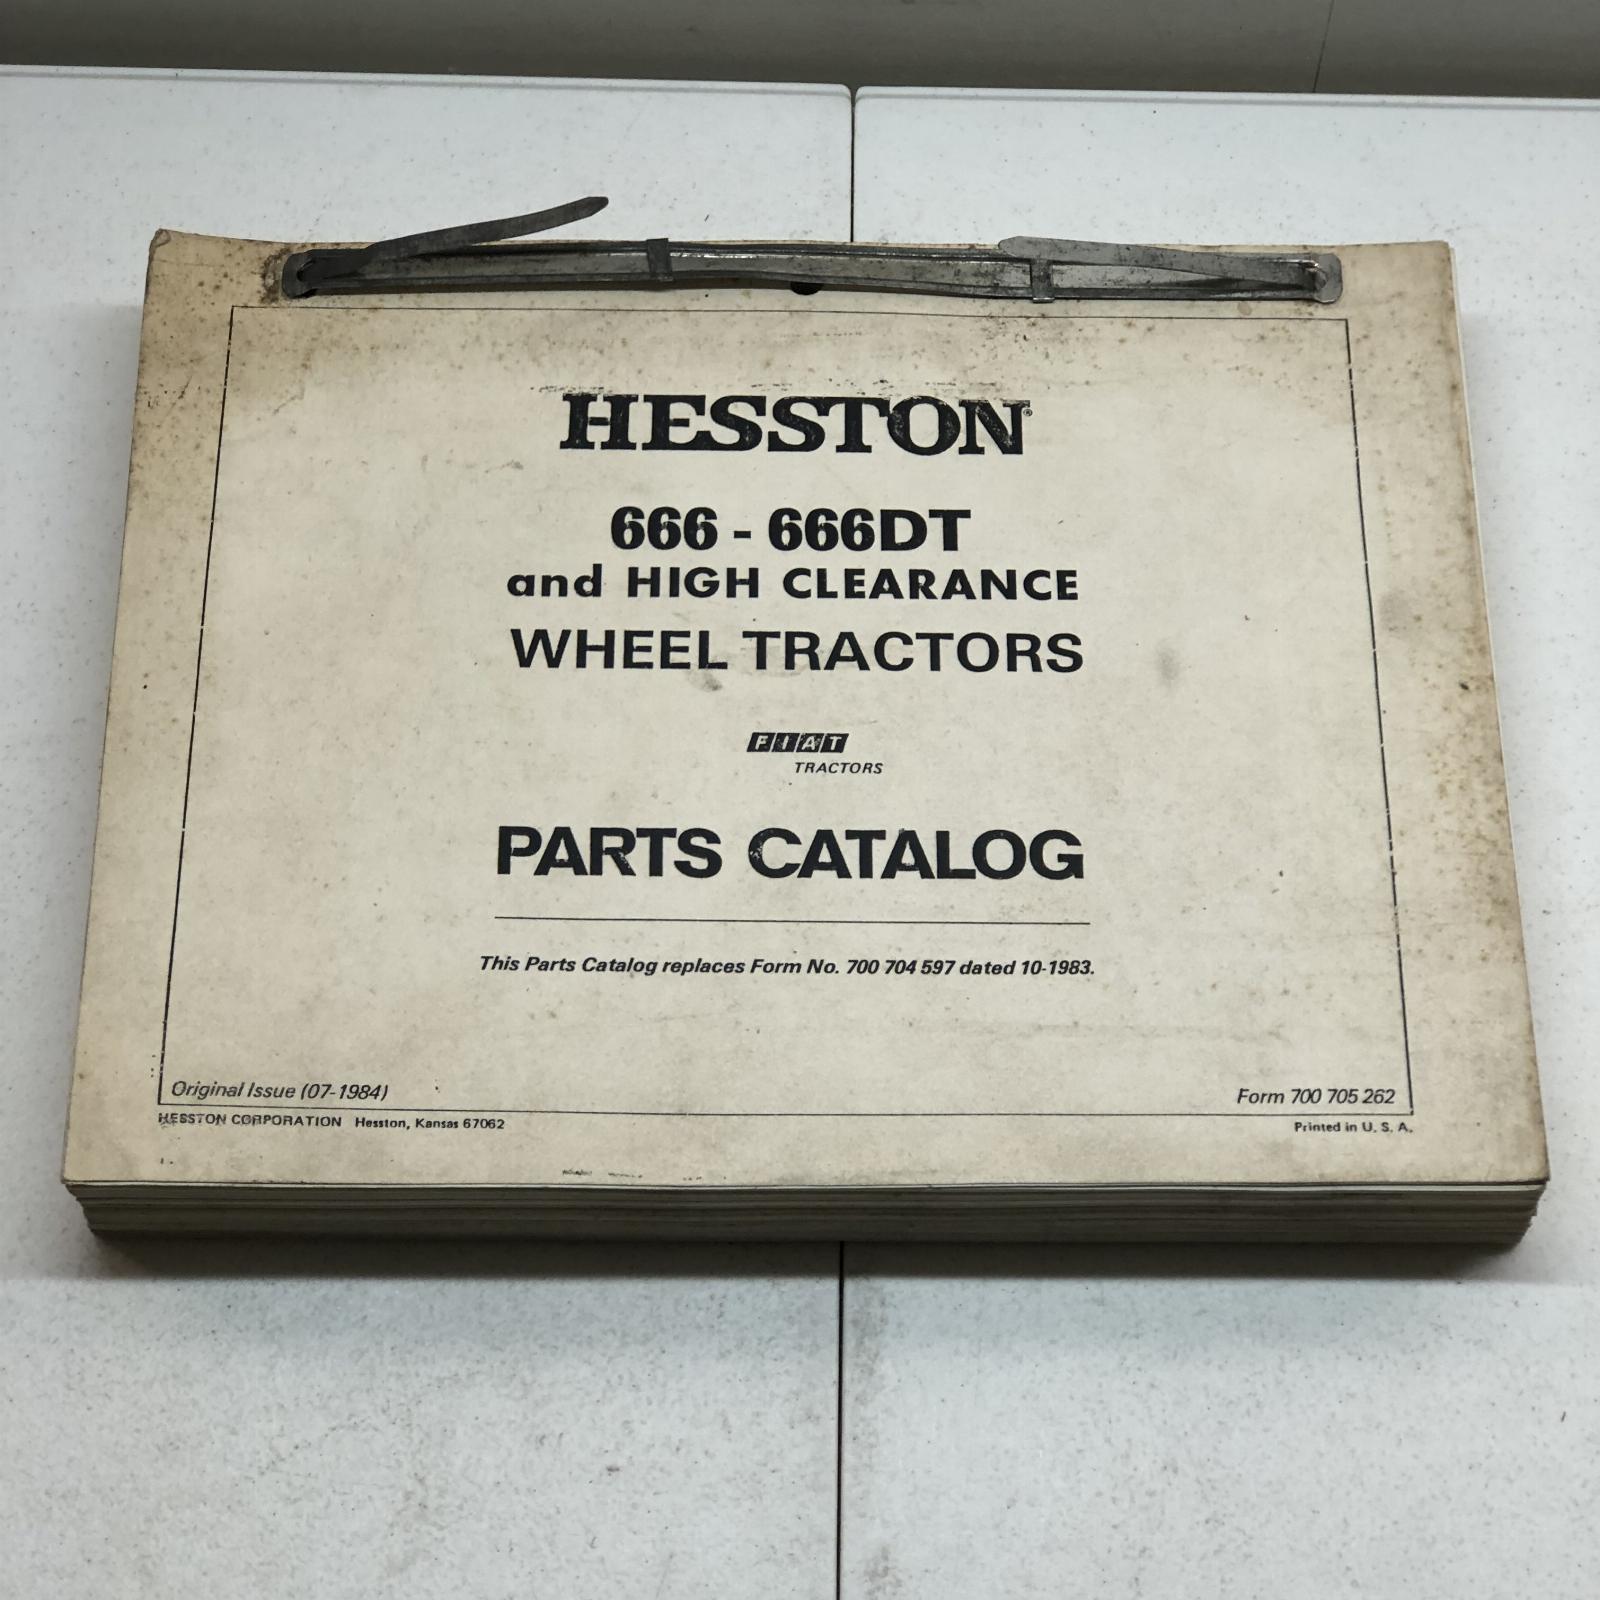 HESSTON®
666 - 666DT
and HIGH CLEARANCE
WHEEL TRACTORS
FIAT
TRACTORS
PARTS CATALOG
This Parts Catalog replaces Form No. 700 704 597 dated 10-1983.
Original Issue (07-1984)
Form 700 705 262
HESSTON CORPORATION Hesston, Kansas 67062
Printed in U. S. A.